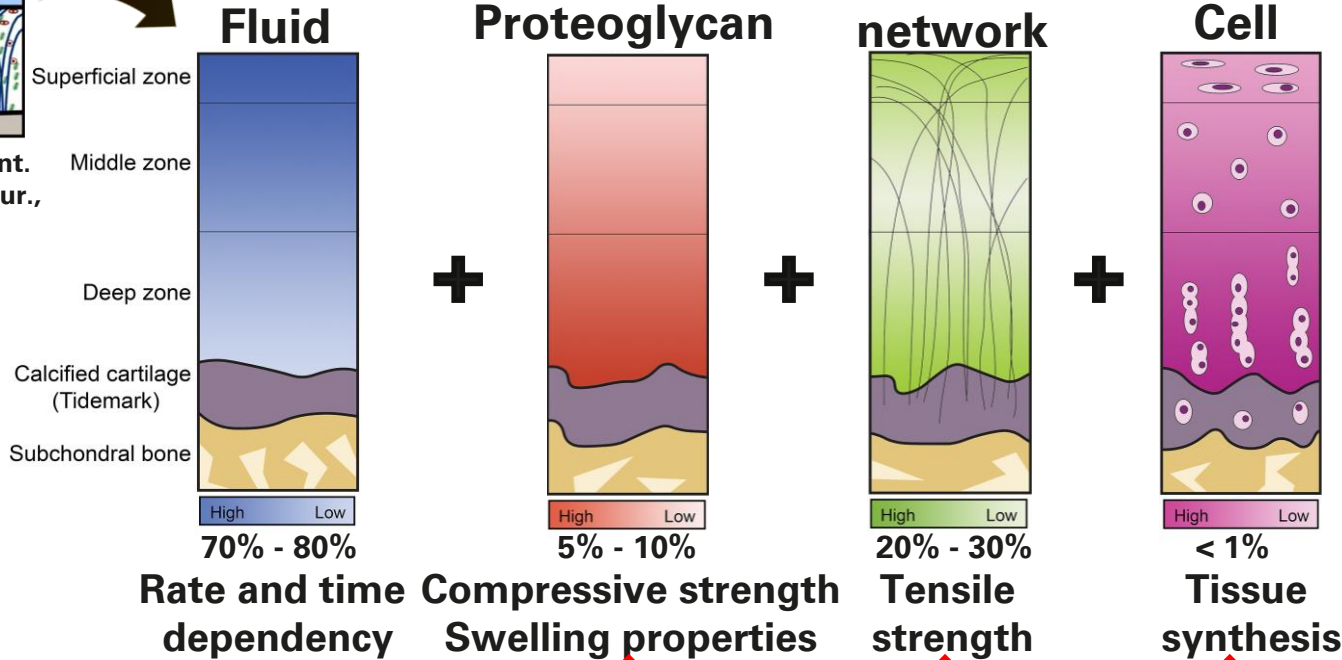 Fluid
Proteoglycan
network
Cell
Superficial zone
Middle zone
Deep zone
Calcified cartilage
(Tidemark)
Subchondral bone
High Low
High Low
High Low
High Low
70% - 80%
5% - 10%
20% - 30%
< 1%
Rate and time
dependency
Compressive strength
Swelling properties
Tensile
strength
Tissue
synthesis
nt.
ur.,